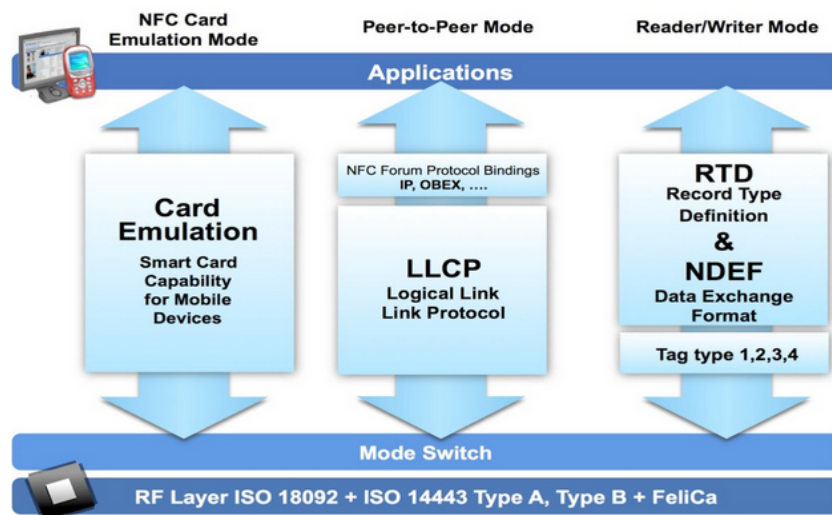 NFC Card
Emulation Mode
Peer-to-Peer Mode
Reader/Writer Mode
Applications
Card
Emulation
Smart Card
Capability
for Mobile
Devices
NFC Forum Protocol Bindings
IP, OBEX, ....
LLCP
Logical Link
Link Protocol
RTD
Record Type
Definition
&
NDEF
Data Exchange
Format
Tag type 1,2,3,4
Mode Switch
RF Layer ISO 18092 + ISO 14443 Type A, Type B + FeliCa